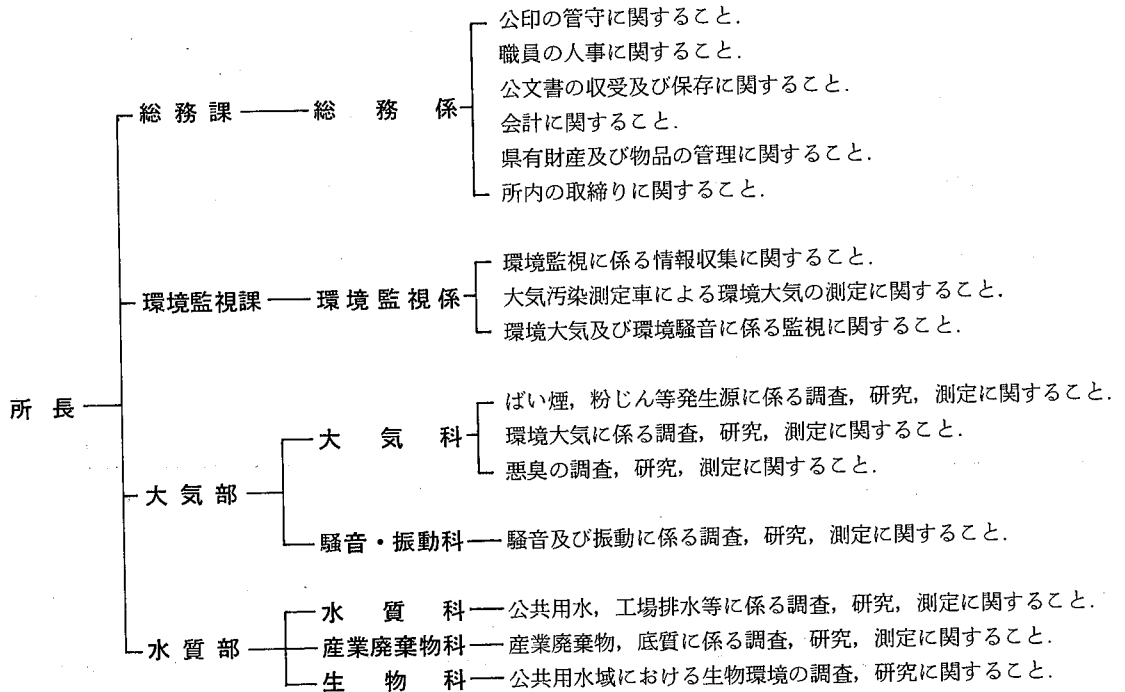 公印の管守に関すること.
職員の人事に関すること.
公文書の収受及び保存に関すること.
総務課 総務係
会計に関すること.
県有財産及び物品の管理に関すること.
所内の取締りに関すること.
環境監視に係る情報収集に関すること.
環境監視課 環境監視係 大気汚染測定車による環境大気の測定に関すること.
環境大気及び環境騒音に係る監視に関すること.
所長
ばい煙,粉じん等発生源に係る調査,研究,測定に関すること.
大気科 環境大気に係る調査,研究,測定に関すること.
悪臭の調査,研究,測定に関すること.
大気部
騒音・振動科 騒音及び振動に係る調査,研究,測定に関すること.
水質科 公共用水,工場排水等に係る調査,研究,測定に関すること.
水質部 産業廃棄物科 産業廃棄物,底質に係る調査,研究,測定に関すること.
生物科 公共用水域における生物環境の調査,研究に関すること.